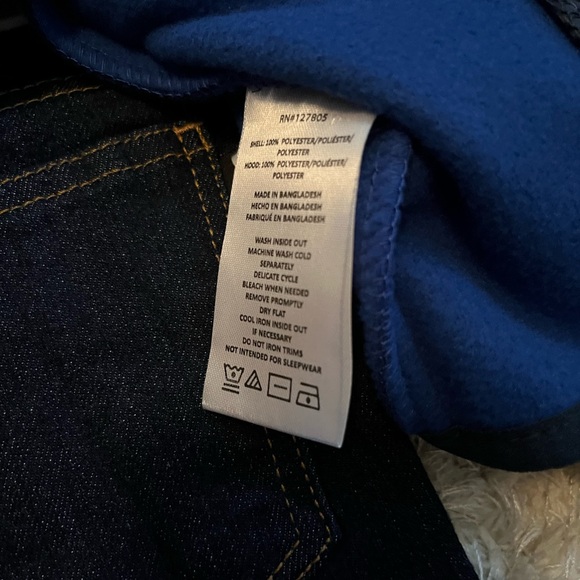 RN#127805
SHELL: 100% POLYESTER/POLIÉSTER/
POLYESTER
HOOD: 100% POLYESTER/POLIÉSTER/
POLYESTER
MADE IN BANGLADESH
HECHO EN BANGLADESH
FABRIQUÉ EN BANGLADESH
WASH INSIDE OUT
MACHINE WASH COLD
SEPARATELY
DELICATE CYCLE
BLEACH WHEN NEEDED
REMOVE PROMPTLY
DRY FLAT
COOL IRON INSIDE OUT
IF NECESSARY
DO NOT IRON TRIMS
NOT INTENDED FOR SLEEPWEAR